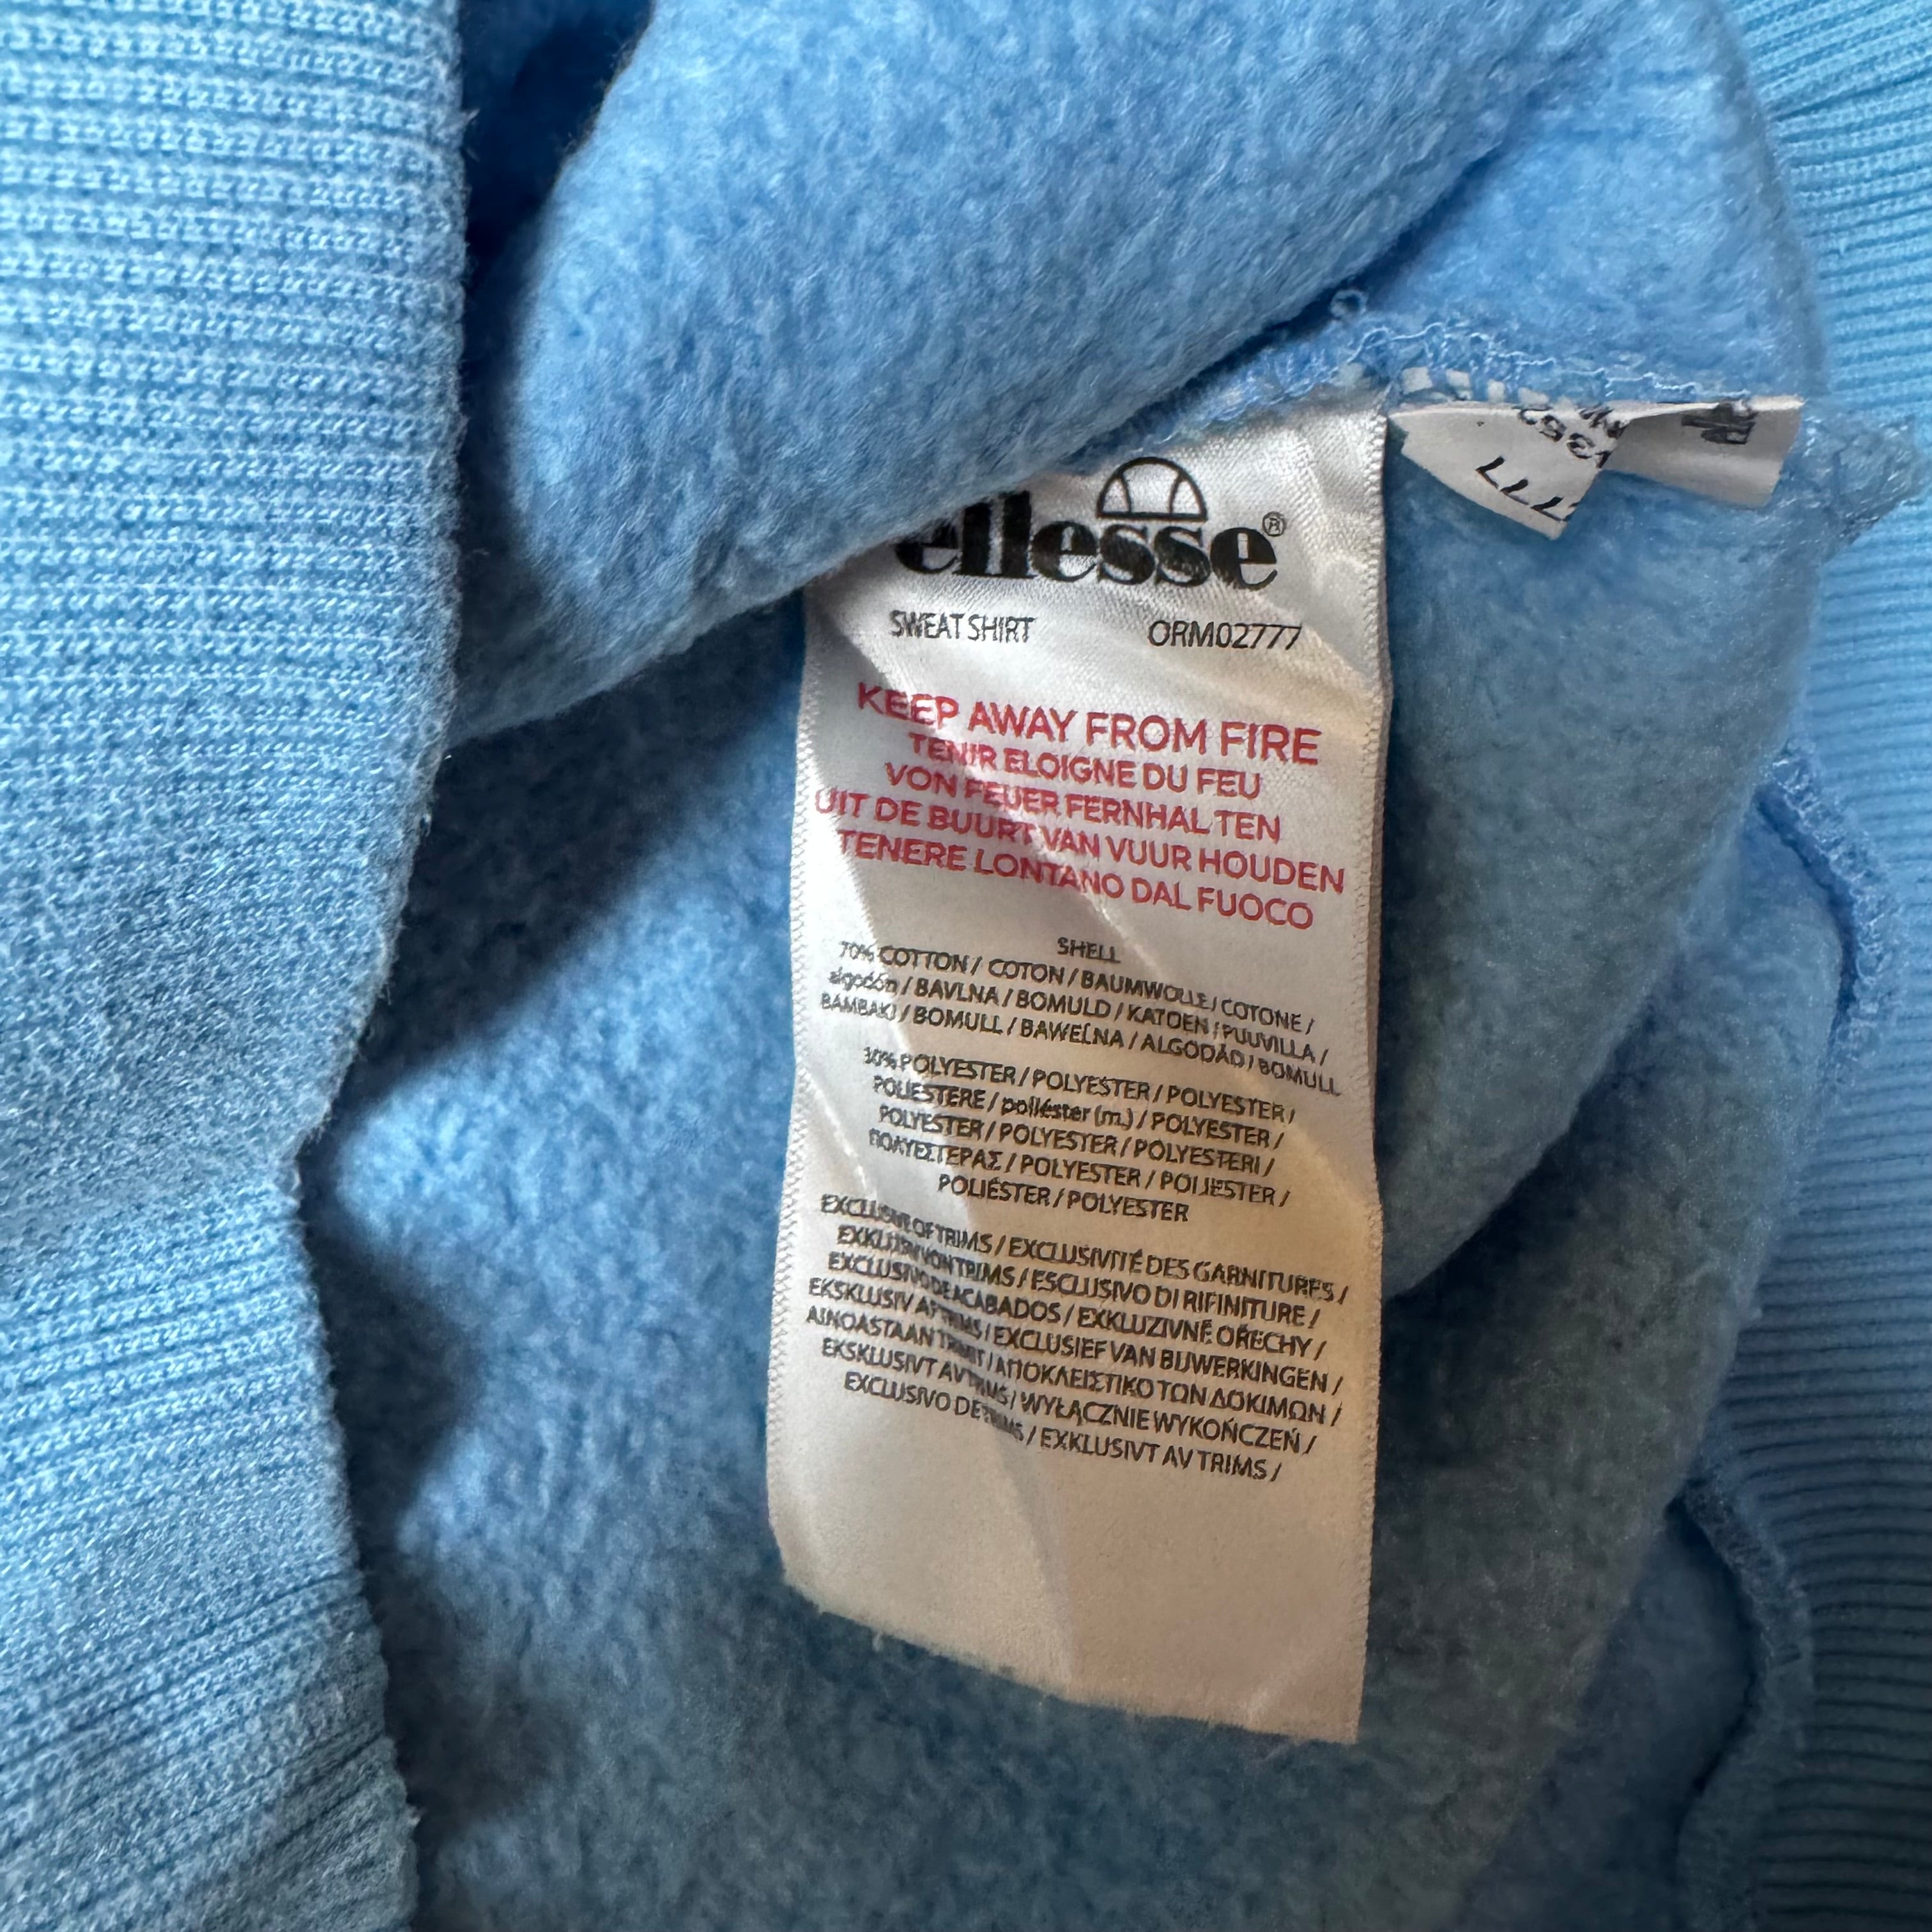 ellesse®
SWEAT SHIRT ORM02777
KEEP AWAY FROM FIRE
TENIR ELOIGNE DU FEU
VON FEUER FERNHAL TEN
UIT DE BUURT VAN VUUR HOUDEN
TENERE LONTANO DAL FUOCO
SHELL
70% COTTON / COTON / BAUMWOLLE / COTONE /
algodón / BAVLNA / BOMULD / KATOEN / PUUVILLA /
BAMBAKI / BOMULL / BAWEŁNA / ALGODÃO / BOMULL
30% POLYESTER / POLYESTER / POLYESTER /
POLIESTERE / poliéster (m.) / POLYESTER /
POLYESTER / POLYESTER / POLYESTERI /
ΠΟΛΥΕΣΤΕΡΑΣ / POLYESTER / POLIESTER /
POLIÉSTER / POLYESTER
EXCLUSIVE OF TRIMS / EXCLUSIVITÉ DES GARNITURES /
EXKLUSIV VON TRIMS / ESCLUSIVO DI RIFINITURE /
EXCLUSIVO DE ACABADOS / EXKLUZIVNĚ OŘECHY /
EKSKLUSIV AF TRIMS / EXCLUSIEF VAN BIJWERKINGEN /
AINOASTAAN TRIMIT / ΑΠΟΚΛΕΙΣΤΙΚΟ ΤΩΝ ΔΟΚΙΜΩΝ /
EKSKLUSIVT AV TRIMS / WYŁĄCZNIE WYKOŃCZEŃ /
EXCLUSIVO DE TRIMS / EXKLUSIVT AV TRIMS /